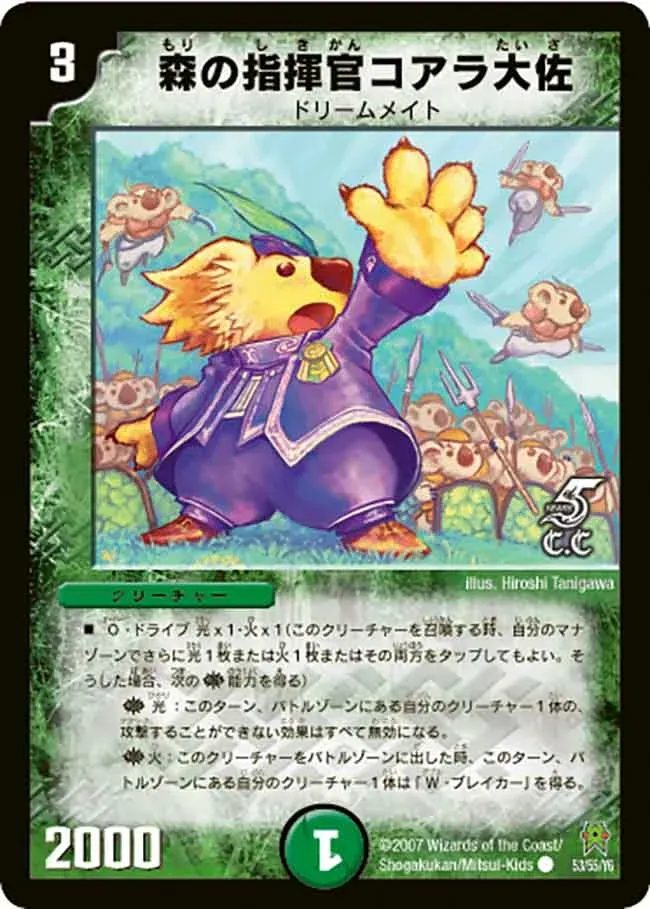 3
もり しきかん たいさ
森の指揮官コアラ大佐
ドリームメイト
5
C.C
illus. Hiroshi Tanigawa
クリーチャー
■ O・ドライブ 光x1・火x1(このクリーチャーを召喚する時、自分のマナ
ゾーンでさらに光1枚または火1枚またはその両方をタップしてもよい。そ
うした場合、次の 能力を得る)
光:このターン、バトルゾーンにある自分のクリーチャー1体の、
攻撃することができない効果はすべて無効になる。
火:このクリーチャーをバトルゾーンに出した時、このターン、バ
トルゾーンにある自分のクリーチャー1体は「W・ブレイカー」を得る。
2000
1
©2007 Wizards of the Coast/
Shogakukan/Mitsui-Kids
53/55/Y6